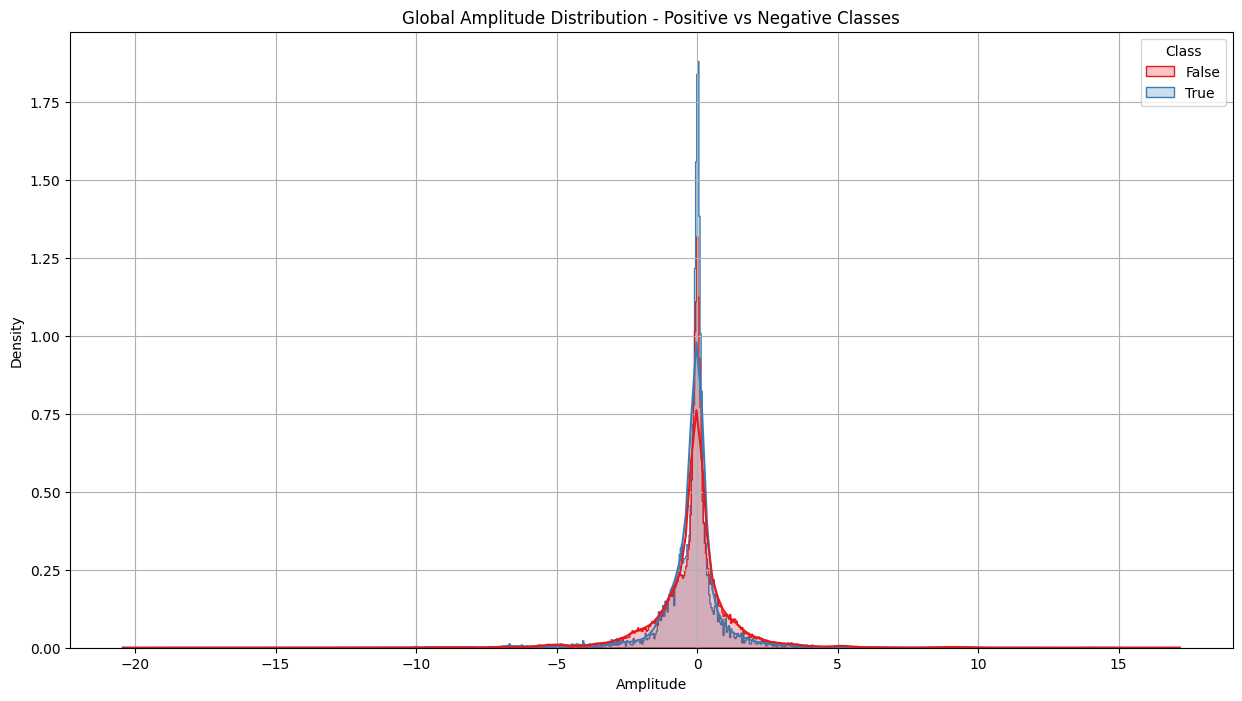 Global Amplitude Distribution - Positive vs Negative Classes
Class
False
True
1.75
1.50
1.25
1.00
0.75
0.50
0.25
0.00
Density
−20
−15
−10
−5
0
5
10
15
Amplitude